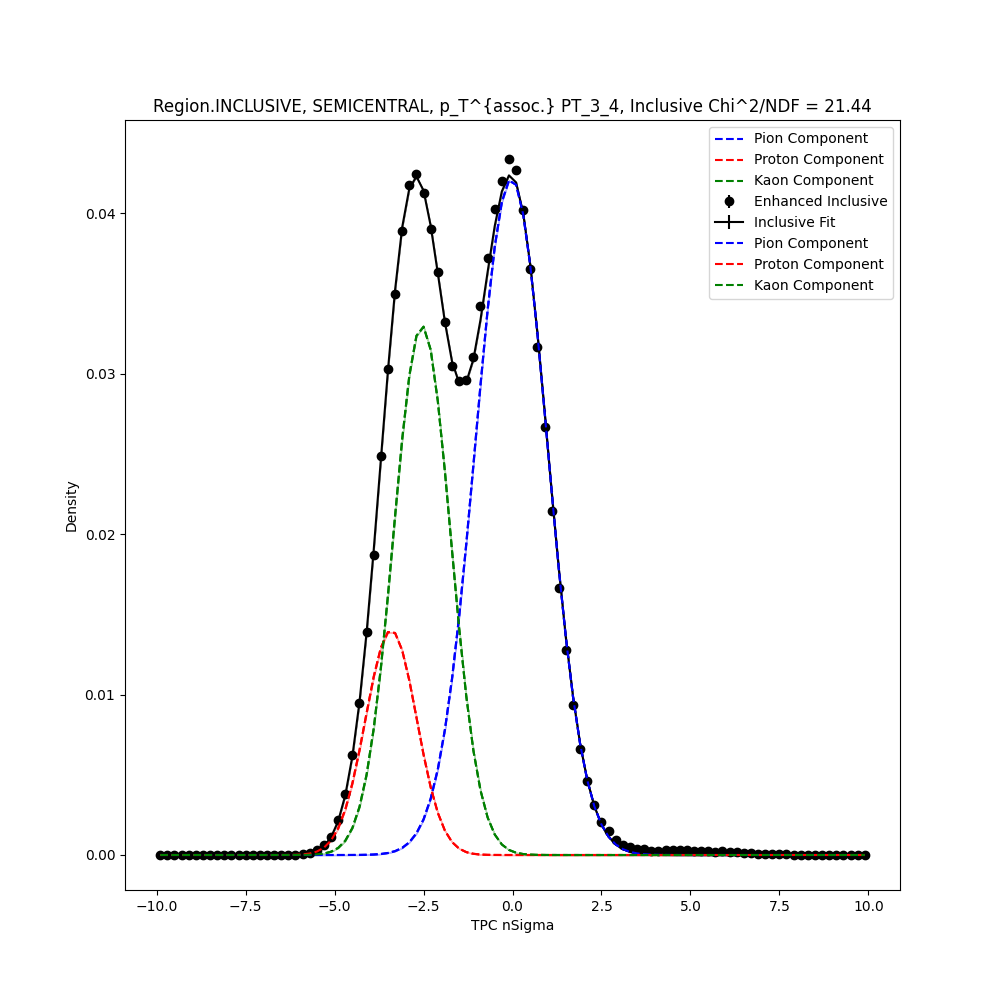 Region.INCLUSIVE, SEMICENTRAL, p_T^{assoc.} PT_3_4, Inclusive Chi^2/NDF = 21.44
Pion Component
Proton Component
Kaon Component
Enhanced Inclusive
Inclusive Fit
Pion Component
Proton Component
Kaon Component
0.04
0.03
0.02
0.01
0.00
Density
−10.0 −7.5 −5.0 −2.5 0.0 2.5 5.0 7.5 10.0
TPC nSigma